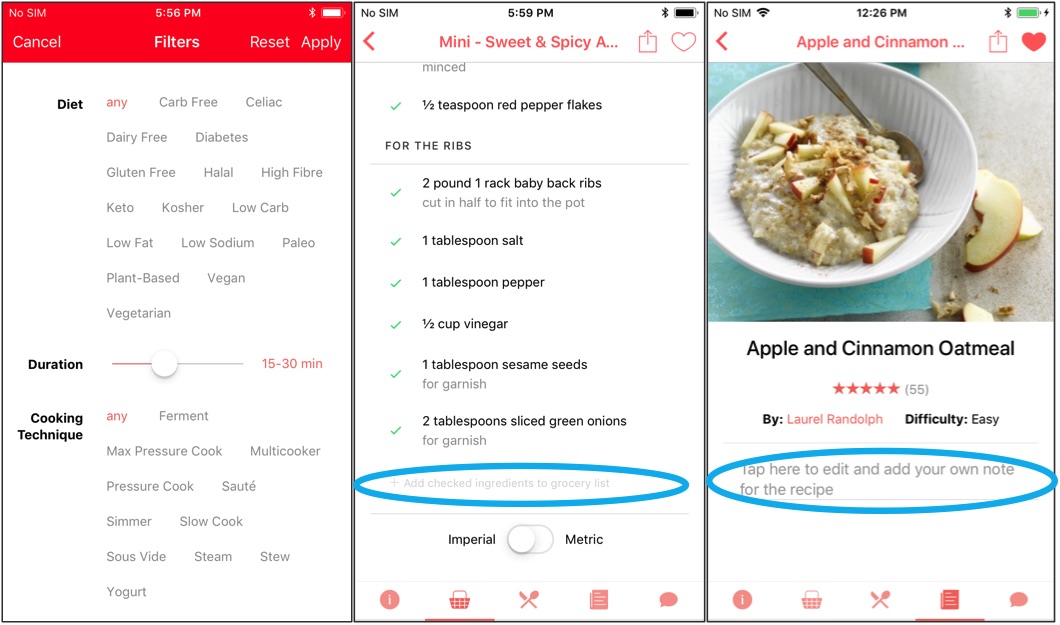 No SIM 5:56 PM
Cancel Filters Reset Apply
Diet any Carb Free Celiac
Dairy Free Diabetes
Gluten Free Halal High Fibre
Keto Kosher Low Carb
Low Fat Low Sodium Paleo
Plant-Based Vegan
Vegetarian
Duration 15-30 min
Cooking Technique any Ferment
Max Pressure Cook Multicooker
Pressure Cook Sauté
Simmer Slow Cook
Sous Vide Steam Stew
Yogurt
No SIM 5:59 PM
Mini - Sweet & Spicy A...
minced
½ teaspoon red pepper flakes
FOR THE RIBS
2 pound 1 rack baby back ribs
cut in half to fit into the pot
1 tablespoon salt
1 tablespoon pepper
½ cup vinegar
1 tablespoon sesame seeds
for garnish
2 tablespoons sliced green onions
for garnish
+ Add checked ingredients to grocery list
Imperial Metric
No SIM 12:26 PM
Apple and Cinnamon ...
Apple and Cinnamon Oatmeal
★★★★★ (55)
By: Laurel Randolph Difficulty: Easy
Tap here to edit and add your own note
for the recipe